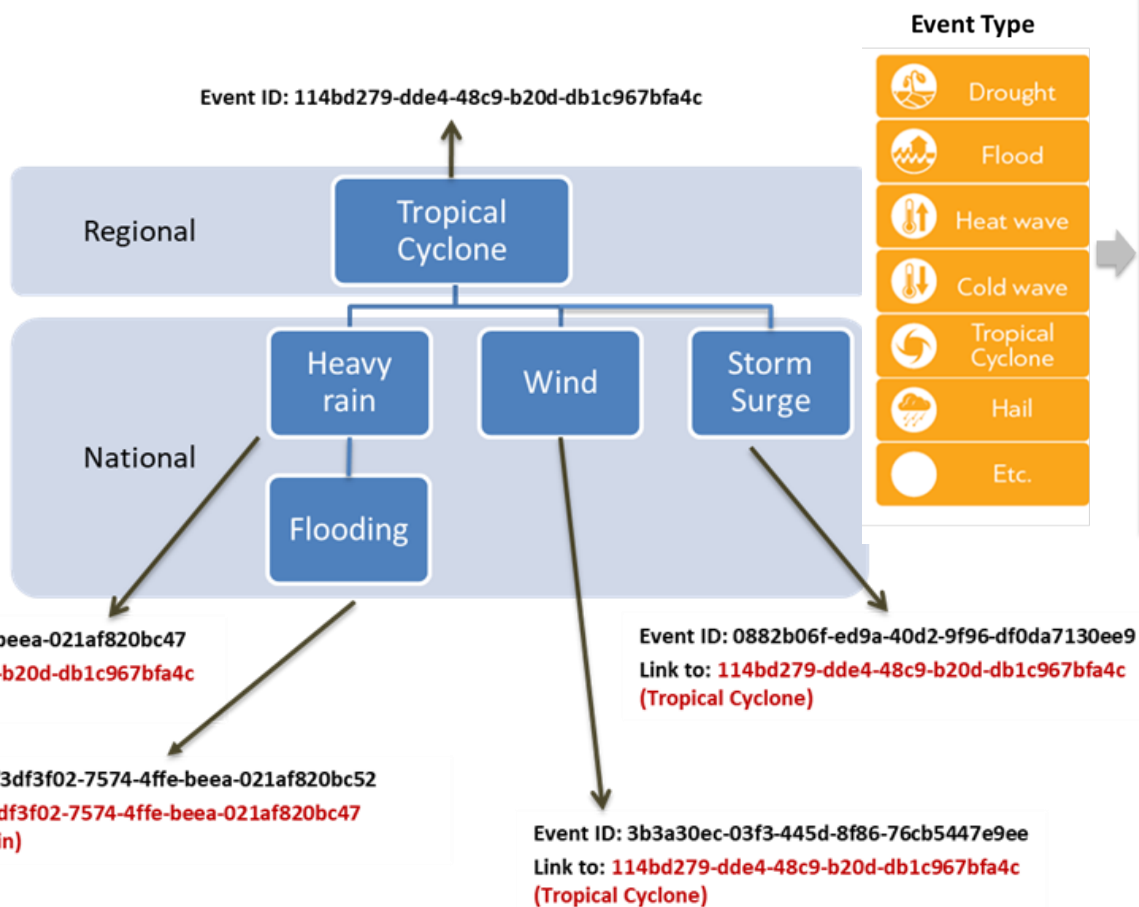 Event Type
Event ID: 114bd279-dde4-48c9-b20d-db1c967bfa4c
Drought
Flood
Heat wave
Cold wave
Tropical
Cyclone
Hail
Etc.
Regional
Tropical
Cyclone
National
Heavy
rain
Wind
Storm
Surge
Flooding
beea-021af820bc47
-b20d-db1c967bfa4c
Event ID: 0882b06f-ed9a-40d2-9f96-df0da7130ee9
Link to: 114bd279-dde4-48c9-b20d-db1c967bfa4c
(Tropical Cyclone)
3df3f02-7574-4ffe-beea-021af820bc52
df3f02-7574-4ffe-beea-021af820bc47
in)
Event ID: 3b3a30ec-03f3-445d-8f86-76cb5447e9ee
Link to: 114bd279-dde4-48c9-b20d-db1c967bfa4c
(Tropical Cyclone)